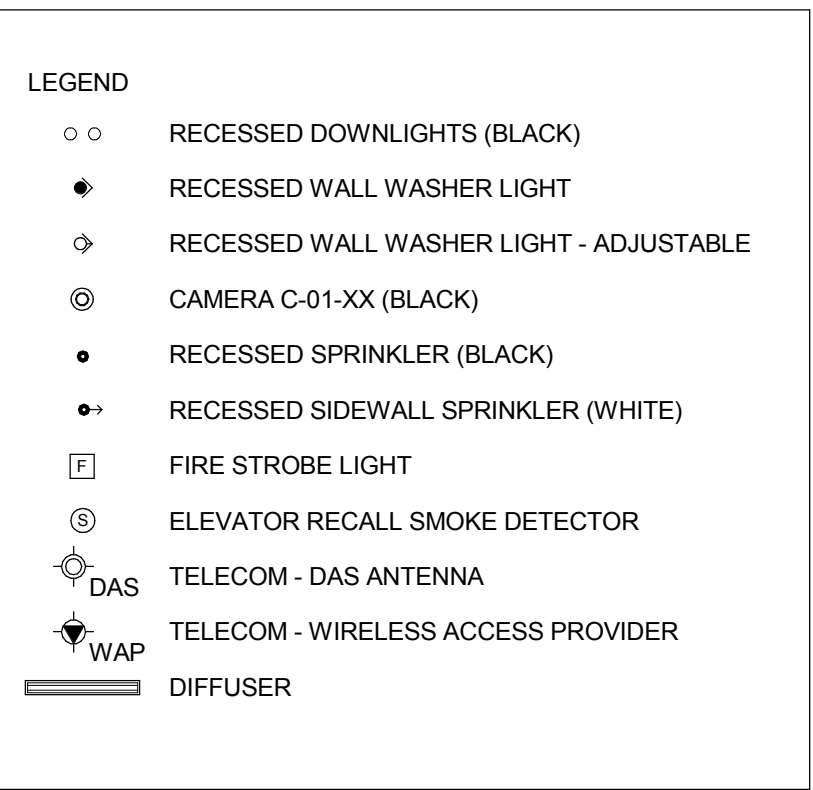 LEGEND
RECESSED DOWNLIGHTS (BLACK)
RECESSED WALL WASHER LIGHT
RECESSED WALL WASHER LIGHT - ADJUSTABLE
CAMERA C-01-XX (BLACK)
RECESSED SPRINKLER (BLACK)
RECESSED SIDEWALL SPRINKLER (WHITE)
F FIRE STROBE LIGHT
S ELEVATOR RECALL SMOKE DETECTOR
DAS TELECOM - DAS ANTENNA
WAP TELECOM - WIRELESS ACCESS PROVIDER
DIFFUSER